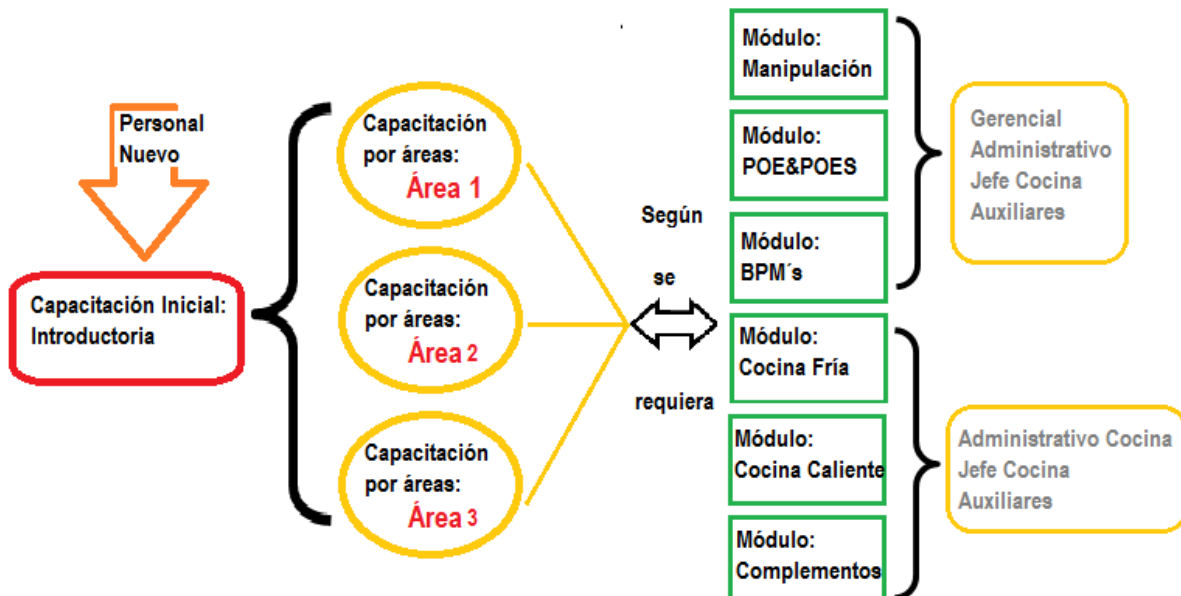 Personal
Nuevo
Capacitación Inicial:
Introductoria
Capacitación
por áreas:
Área 1
Capacitación
por áreas:
Área 2
Capacitación
por áreas:
Área 3
Según
se
requiera
Módulo:
Manipulación
Módulo:
POE&POES
Módulo:
BPM´s
Módulo:
Cocina Fría
Módulo:
Cocina Caliente
Módulo:
Complementos
Gerencial
Administrativo
Jefe Cocina
Auxiliares
Administrativo Cocina
Jefe Cocina
Auxiliares